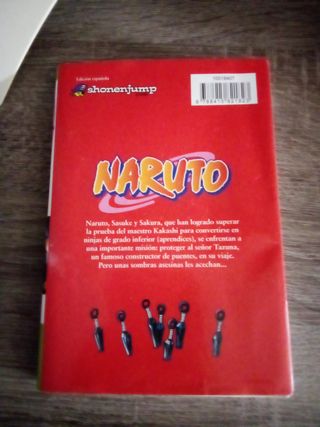 Edición española
shonenjump
10019407
NARUTO
Naruto, Sasuke y Sakura, que han logrado superar
la prueba del maestro Kakashi para convertirse en
ninjas de grado inferior (aprendices), se enfrentan a
una importante misión: proteger al señor Tazuna,
un famoso constructor de puentes, en su viaje.
Pero unas sombras asesinas les acechan...